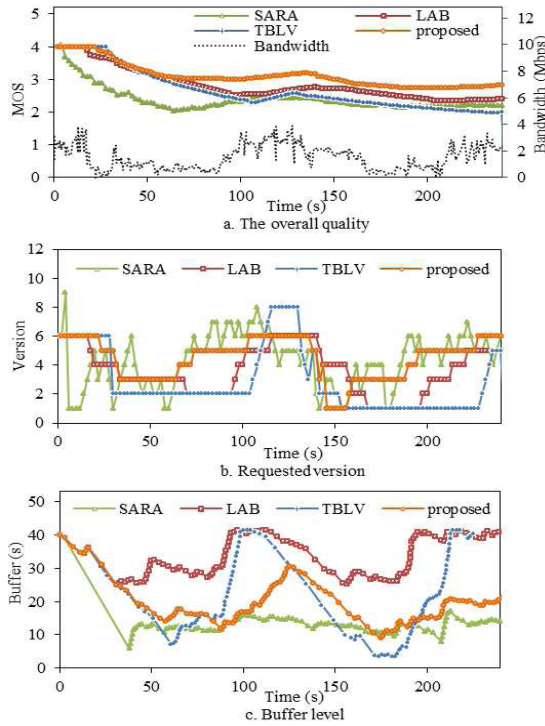 SARA LAB
TBLV proposed
Bandwidth
5
4
3
2
1
0
MOS
12
10
8
6
4
2
0
Bandwidth (Mbps)
0 50 100 150 200
Time (s)
a. The overall quality
SARA LAB TBLV proposed
12
10
8
6
4
2
0
Version
0 50 100 150 200
Time (s)
b. Requested version
SARA LAB TBLV proposed
50
40
30
20
10
0
Buffer (s)
0 50 100 150 200
Time (s)
c. Buffer level